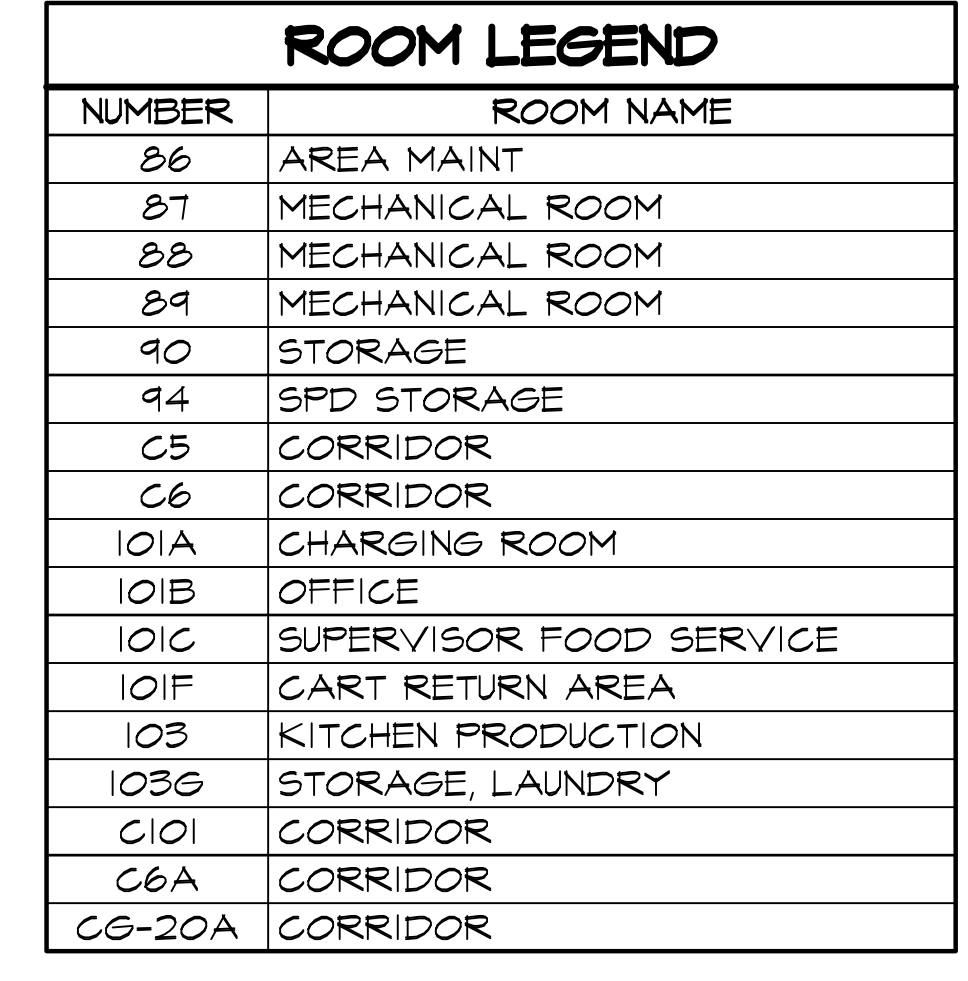 ROOM LEGEND
NUMBER ROOM NAME
86 AREA MAINT
87 MECHANICAL ROOM
88 MECHANICAL ROOM
89 MECHANICAL ROOM
90 STORAGE
94 SPD STORAGE
C5 CORRIDOR
C6 CORRIDOR
101A CHARGING ROOM
101B OFFICE
101C SUPERVISOR FOOD SERVICE
101F CART RETURN AREA
103 KITCHEN PRODUCTION
103G STORAGE, LAUNDRY
C101 CORRIDOR
C6A CORRIDOR
CG-20A CORRIDOR